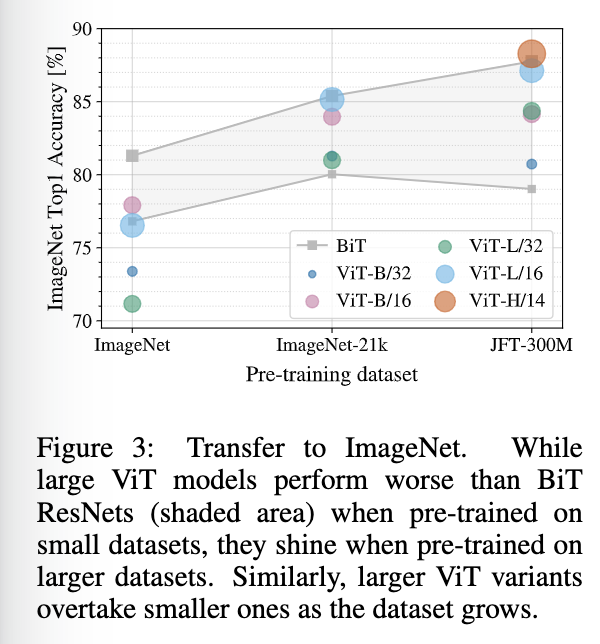 90
85
80
75
70
ImageNet Top1 Accuracy [%]
BiT
ViT-B/32
ViT-B/16
ViT-L/32
ViT-L/16
ViT-H/14
ImageNet
ImageNet-21k
JFT-300M
Pre-training dataset
Figure 3: Transfer to ImageNet. While
large ViT models perform worse than BiT
ResNets (shaded area) when pre-trained on
small datasets, they shine when pre-trained on
larger datasets. Similarly, larger ViT variants
overtake smaller ones as the dataset grows.